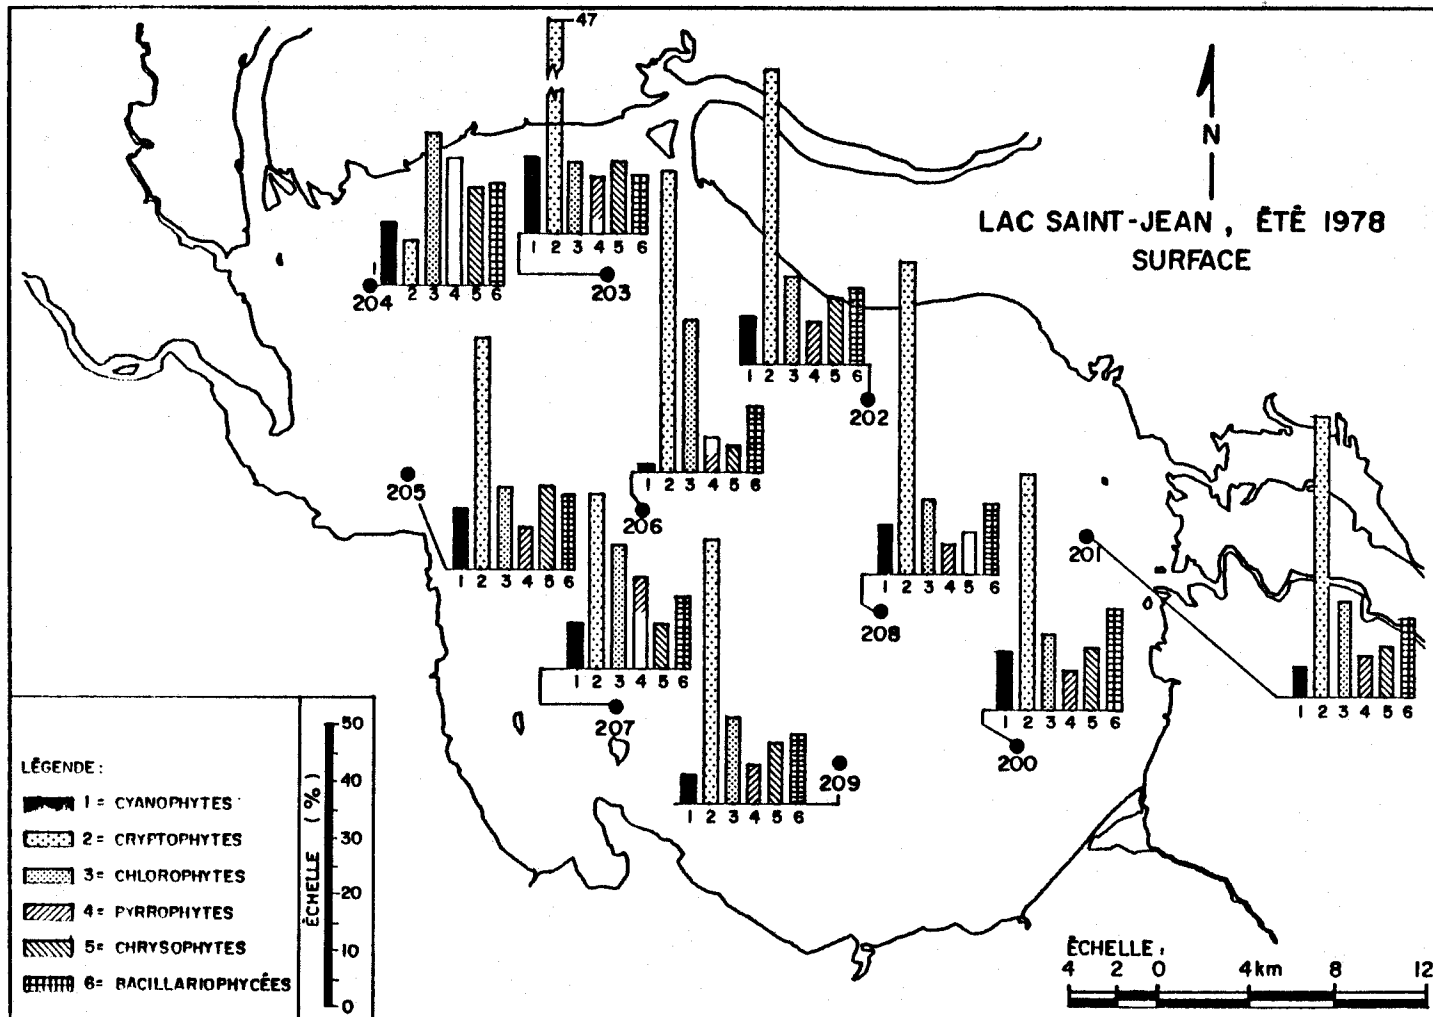 47
N
LAC SAINT-JEAN , ÉTÉ 1978
SURFACE
1 2 3 4 5 6
204
1 2 3 4 5 6
203
1 2 3 4 5 6
202
1 2 3 4 5 6
205
1 2 3 4 5 6
206
1 2 3 4 5 6
208
201
1 2 3 4 5 6
1 2 3 4 5 6
207
1 2 3 4 5 6
200
1 2 3 4 5 6
209
LÉGENDE :
1 = CYANOPHYTES
2 = CRYPTOPHYTES
3 = CHLOROPHYTES
4 = PYRROPHYTES
5 = CHRYSOPHYTES
6 = BACILLARIOPHYCÉES
ÉCHELLE (%)
50
40
30
20
10
0
ÉCHELLE :
4 2 0 4 km 8 12